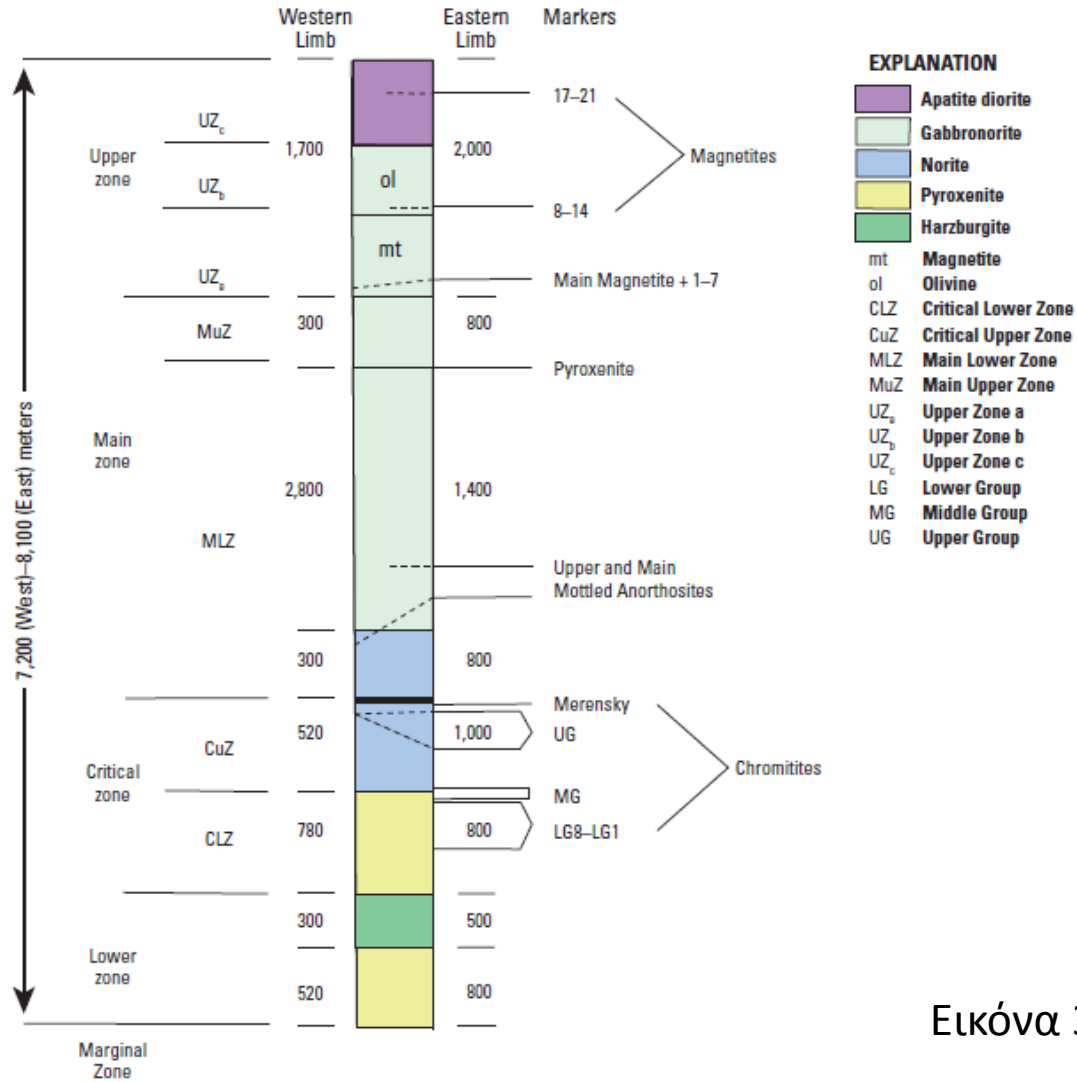 Western
Limb
Eastern
Limb
Markers
UZc
Upper
zone
UZb
UZa
1,700
2,000
ol
mt
17–21
Magnetites
8–14
Main Magnetite + 1–7
MuZ
300
800
Pyroxenite
Main
zone
2,800
1,400
MLZ
Upper and Main
Mottled Anorthosites
300
800
Merensky
520
1,000
UG
CuZ
Critical
zone
Chromitites
MG
CLZ
780
800
LG8–LG1
300
500
Lower
zone
520
800
Marginal
Zone
7,200 (West)–8,100 (East) meters
EXPLANATION
Apatite diorite
Gabbronorite
Norite
Pyroxenite
Harzburgite
mt Magnetite
ol Olivine
CLZ Critical Lower Zone
CuZ Critical Upper Zone
MLZ Main Lower Zone
MuZ Main Upper Zone
UZa Upper Zone a
UZb Upper Zone b
UZc Upper Zone c
LG Lower Group
MG Middle Group
UG Upper Group
Εικόνα 3